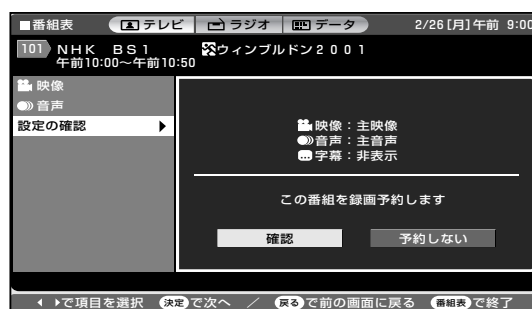 ■番組表 テレビ ラジオ データ 2/26[月]午前 9:00
101 NHK BS1 ウィンブルドン2001
午前10:00～午前10:50
映像
音声
設定の確認 ▶
映像：主映像
音声：主音声
字幕：非表示
この番組を録画予約します
確認 予約しない
◀ ▶で項目を選択 決定で次へ ／ 戻るで前の画面に戻る 番組表で終了